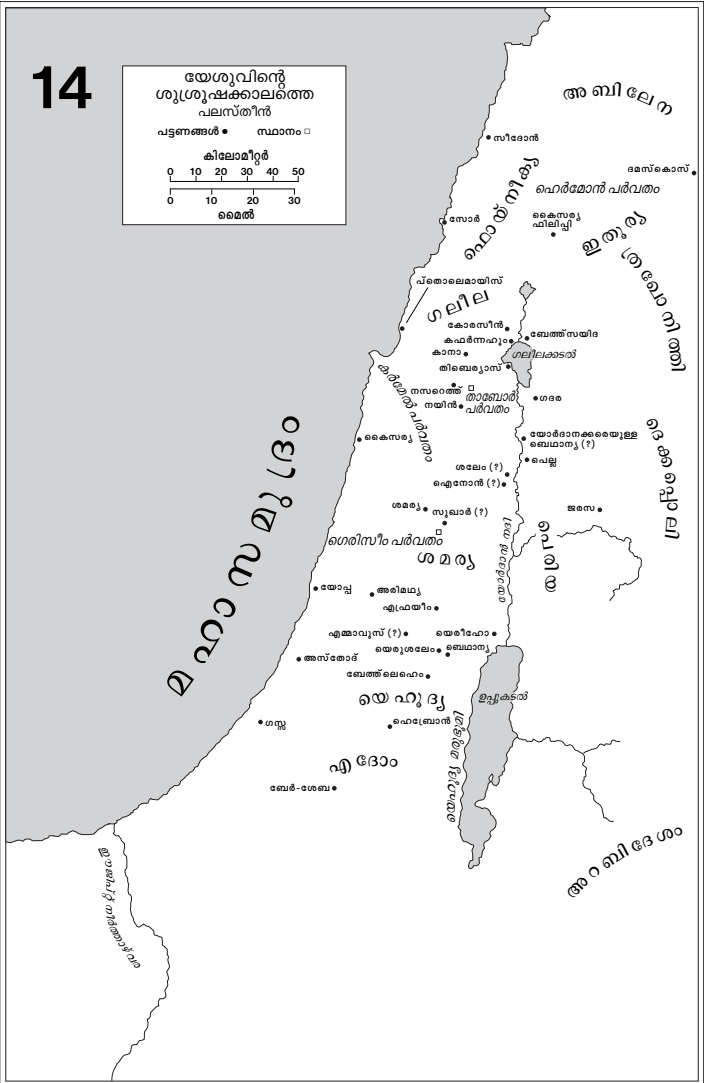 14
യേശുവിന്റെ
ശുശ്രൂഷക്കാലത്തെ
പലസ്തീൻ
പട്ടണങ്ങൾ • സ്ഥാനം □
കിലോമീറ്റർ
0 10 20 30 40 50
0 10 20 30
മൈൽ
അബിലേന
സീദോൻ
ദമസ്കൊസ്
ഹെർമോൻ പർവതം
ഫൊയ്നീക്യ
സോർ
കൈസര്യ
ഫിലിപ്പി
ഇതൂര്യ
ത്രഖോനിത്തി
പ്തൊലെമായിസ്
ഗലീല
കോരസീൻ
ബേത്ത്സയിദ
കഫർന്നഹൂം
കാനാ
ഗലീലക്കടൽ
തിബെര്യാസ്
കർമേൽ പർവതം
നസറെത്ത്
താബോർ
പർവതം
ഗദര
നയിൻ
കൈസര്യ
യോർദാനക്കരെയുള്ള
ബെഥാന്യ (?)
പെല്ല
ദെക്കപ്പൊലി
ശലേം (?)
ഐനോൻ (?)
മഹാസമുദ്രം
ശമര്യ
സുഖാർ (?)
ജരസ
ഗെരിസീം പർവതം
ശമര്യ
യോർദാൻ നദി
പെരിയ
യോപ്പ
അരിമഥ്യ
എഫ്രയീം
എമ്മാവുസ് (?)
യെരീഹോ
യെരുശലേം
ബെഥാന്യ
അസ്തോദ്
ബേത്ത്‌ലെഹെം
യെഹൂദ്യ
ഉപ്പുകടൽ
ഗസ്സ
ഹെബ്രോൻ
യെഹൂദ്യ മരുഭൂമി
എദോം
ബേർ-ശേബ
അറബിദേശം
ഈജിപ്റ്റ് നീർത്താഴ്‌വര